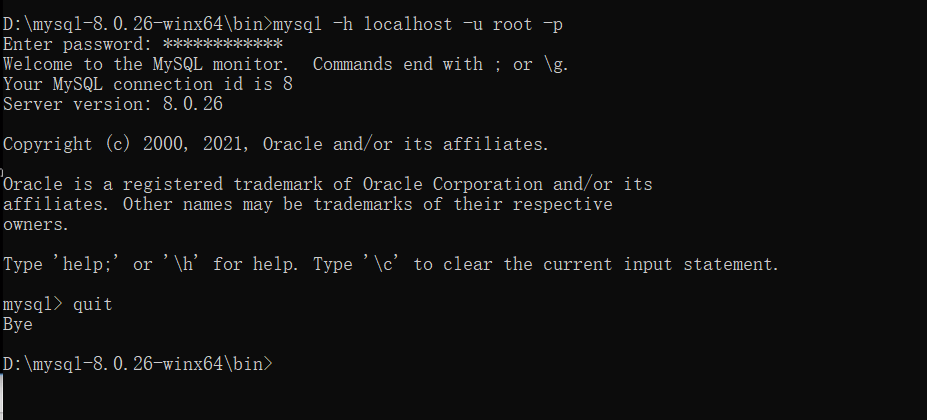 D:\mysql-8.0.26-winx64\bin>mysql -h localhost -u root -p
Enter password: ************
Welcome to the MySQL monitor.  Commands end with ; or \g.
Your MySQL connection id is 8
Server version: 8.0.26
Copyright (c) 2000, 2021, Oracle and/or its affiliates.
Oracle is a registered trademark of Oracle Corporation and/or its
affiliates. Other names may be trademarks of their respective
owners.
Type 'help;' or '\h' for help. Type '\c' to clear the current input statement.
mysql> quit
Bye
D:\mysql-8.0.26-winx64\bin>